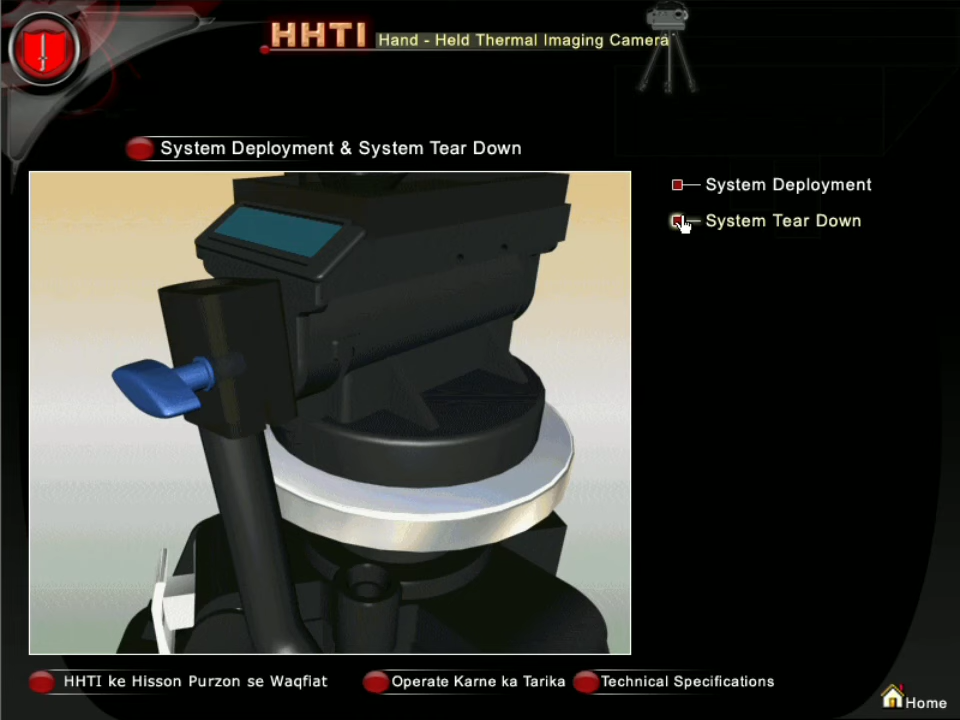 HHTI Hand - Held Thermal Imaging Camera
System Deployment & System Tear Down
System Deployment
System Tear Down
HHTI ke Hisson Purzon se Waqfiat
Operate Karne ka Tarika
Technical Specifications
Home